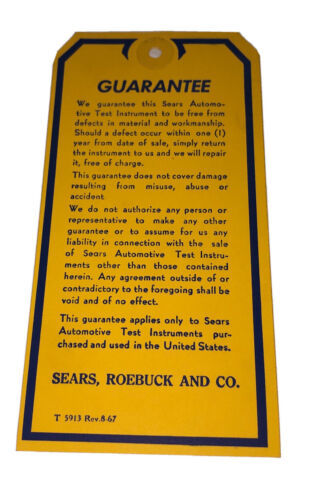 GUARANTEE
We guarantee this Sears Automo-
tive Test Instrument to be free from
defects in material and workmanship.
Should a defect occur within one (1)
year from date of sale, simply return
the instrument to us and we will repair
it, free of charge.
This guarantee does not cover damage
resulting from misuse, abuse or
accident
We do not authorize any person or
representative to make any other
guarantee or to assume for us any
liability in connection with the sale
of Sears Automotive Test Instru-
ments other than those contained
herein. Any agreement outside of or
contradictory to the foregoing shall be
void and of no effect.
This guarantee applies only to Sears
Automotive Test Instruments pur-
chased and used in the United States.
SEARS, ROEBUCK AND CO.
T 5913 Rev.8-67